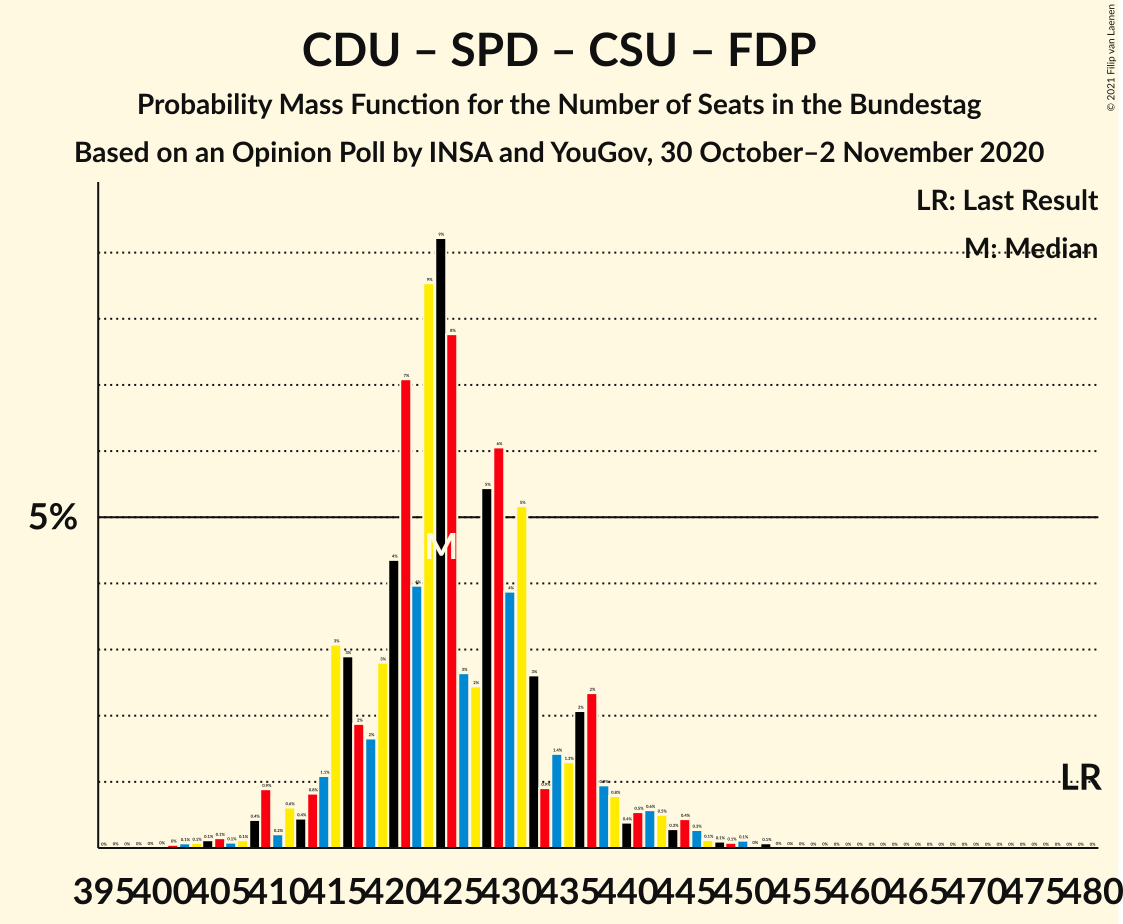 CDU – SPD – CSU – FDP
Probability Mass Function for the Number of Seats in the Bundestag
Based on an Opinion Poll by INSA and YouGov, 30 October–2 November 2020
© 2021 Filip van Laenen
LR: Last Result
M: Median
5%
M
LR
395 400 405 410 415 420 425 430 435 440 445 450 455 460 465 470 475 480